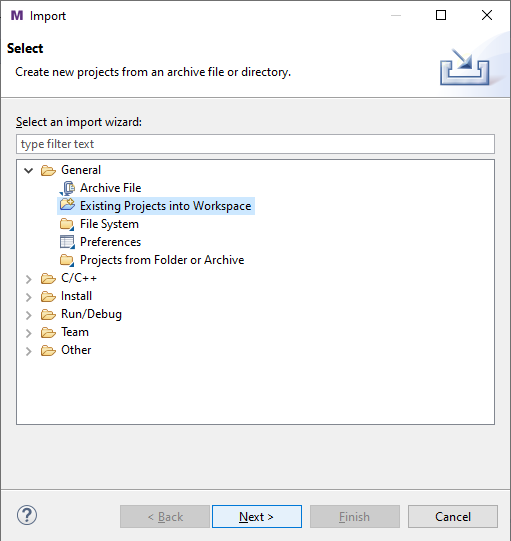 M Import
Select
Create new projects from an archive file or directory.
Select an import wizard:
type filter text
General
Archive File
Existing Projects into Workspace
File System
Preferences
Projects from Folder or Archive
C/C++
Install
Run/Debug
Team
Other
? < Back Next > Finish Cancel